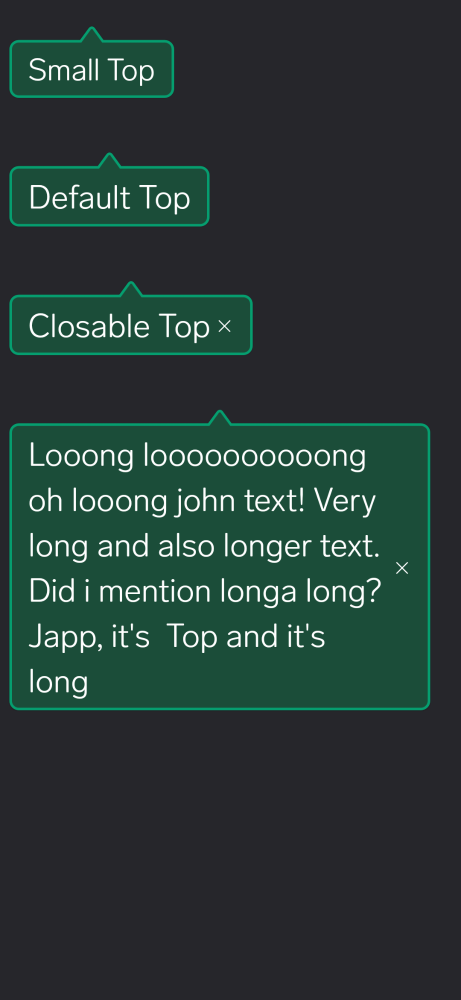 Small Top
Default Top
Closable Top ×
Looong looooooooooong
oh looong john text! Very
long and also longer text.
Did i mention longa long?
Japp, it's  Top and it's
long
×